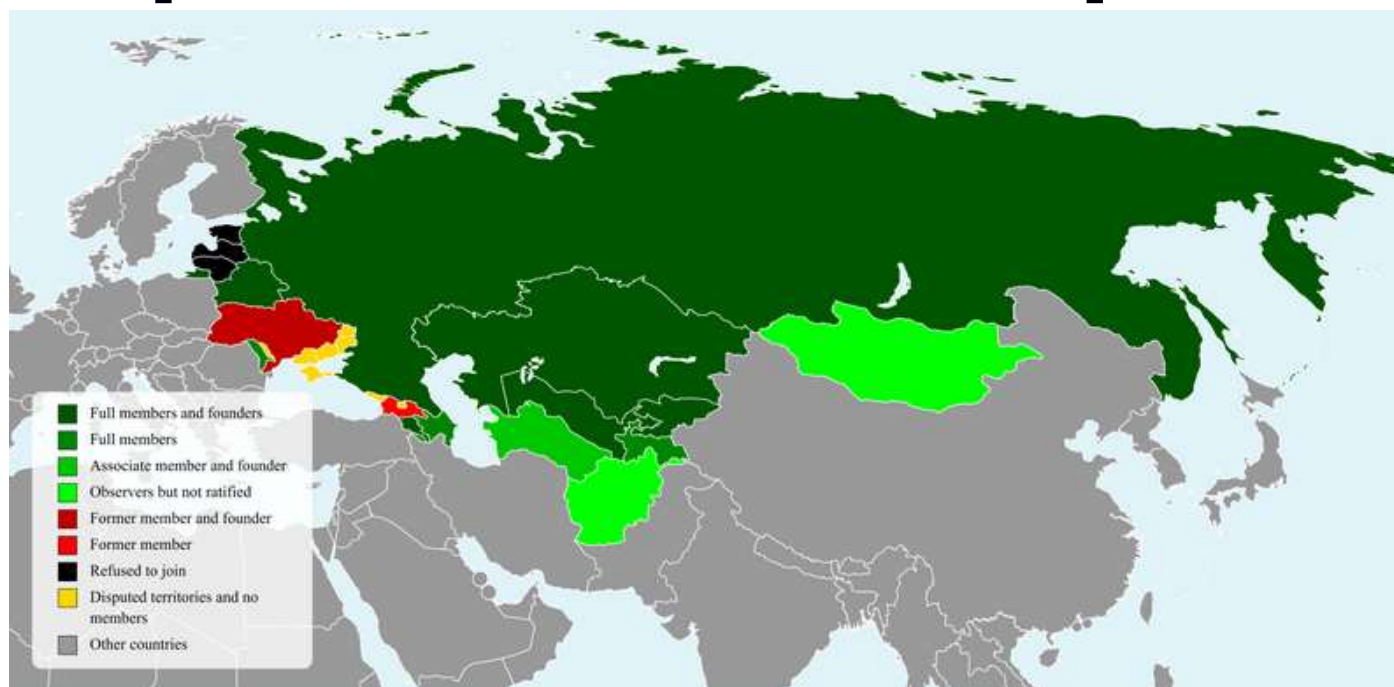 Full members and founders
Full members
Associate member and founder
Observers but not ratified
Former member and founder
Former member
Refused to join
Disputed territories and no
members
Other countries